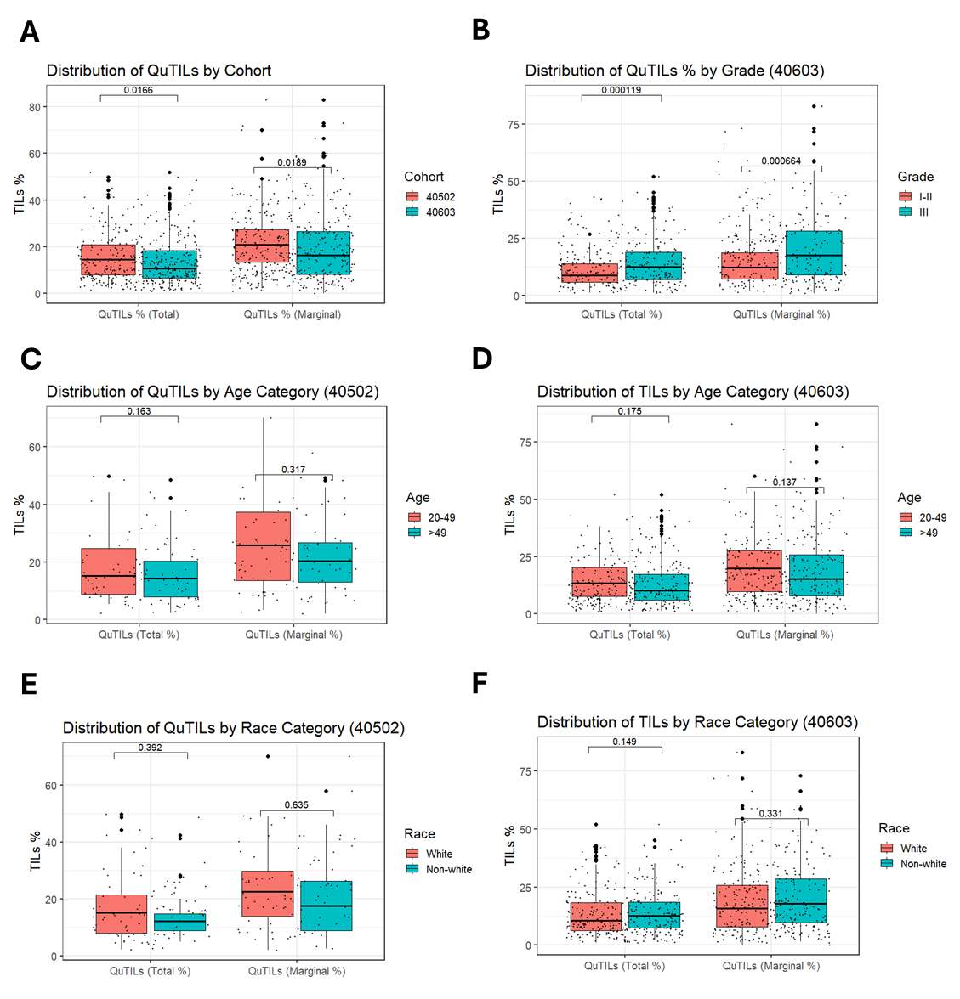 A
Distribution of QuTILs by Cohort
0.0166
0.0189
80
60
40
20
0
TILs %
QuTILs % (Total)
QuTILs % (Marginal)
Cohort
40502
40603
B
Distribution of QuTILs % by Grade (40603)
0.000119
0.000664
75
50
25
0
TILs %
QuTILs (Total %)
QuTILs (Marginal %)
Grade
I-II
III
C
Distribution of QuTILs by Age Category (40502)
0.163
0.317
60
40
20
0
TILs %
QuTILs (Total %)
QuTILs (Marginal %)
Age
20-49
>49
D
Distribution of TILs by Age Category (40603)
0.175
0.137
75
50
25
0
TILs %
QuTILs (Total %)
QuTILs (Marginal %)
Age
20-49
>49
E
Distribution of QuTILs by Race Category (40502)
0.392
0.635
60
40
20
0
TILs %
QuTILs (Total %)
QuTILs (Marginal %)
Race
White
Non-white
F
Distribution of TILs by Race Category (40603)
0.149
0.331
75
50
25
0
TILs %
QuTILs (Total %)
QuTILs (Marginal %)
Race
White
Non-white